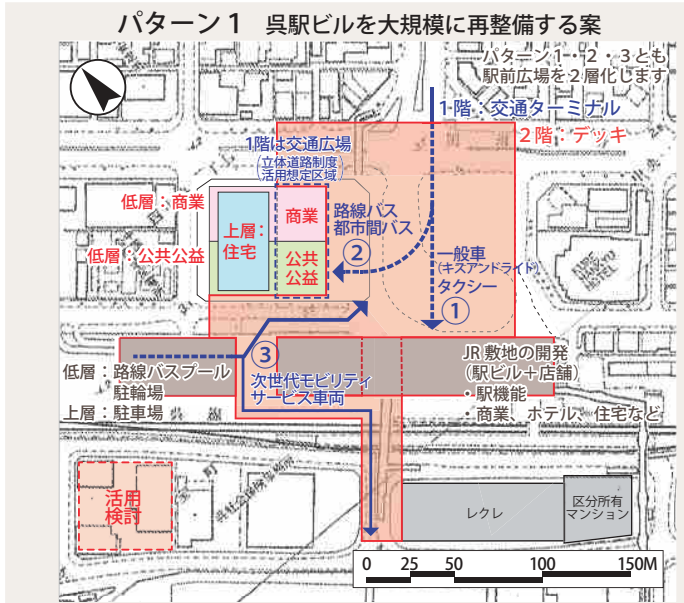 パターン1 呉駅ビルを大規模に再整備する案
パターン1・2・3とも
駅前広場を2層化します
1階：交通ターミナル
2階：デッキ
1階は交通広場
(立体道路制度
活用想定区域)
低層：商業
上層：
住宅
商業
路線バス
都市間バス
低層：公共公益
公共
公益
②
一般車
(キスアンドライド)
タクシー
①
③
次世代モビリティ
サービス車両
低層：路線バスプール
駐輪場
上層：駐車場
JR敷地の開発
(駅ビル＋店舗)
・駅機能
・商業、ホテル、住宅など
活用
検討
レクレ
区分所有
マンション
0 25 50 100 150M